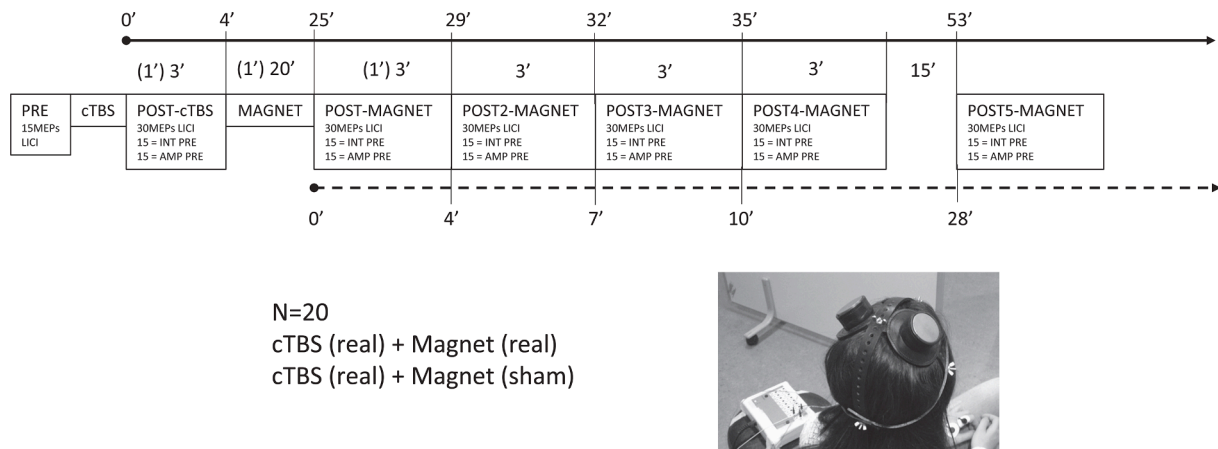 0’ 4’ 25’ 29’ 32’ 35’ 53’
(1’) 3’ (1’) 20’ (1’) 3’ 3’ 3’ 3’ 15’
PRE
15MEPs
LICI
cTBS
POST-cTBS
30MEPs LICI
15 = INT PRE
15 = AMP PRE
MAGNET
POST-MAGNET
30MEPs LICI
15 = INT PRE
15 = AMP PRE
POST2-MAGNET
30MEPs LICI
15 = INT PRE
15 = AMP PRE
POST3-MAGNET
30MEPs LICI
15 = INT PRE
15 = AMP PRE
POST4-MAGNET
30MEPs LICI
15 = INT PRE
15 = AMP PRE
POST5-MAGNET
30MEPs LICI
15 = INT PRE
15 = AMP PRE
0’ 4’ 7’ 10’ 28’
N=20
cTBS (real) + Magnet (real)
cTBS (real) + Magnet (sham)